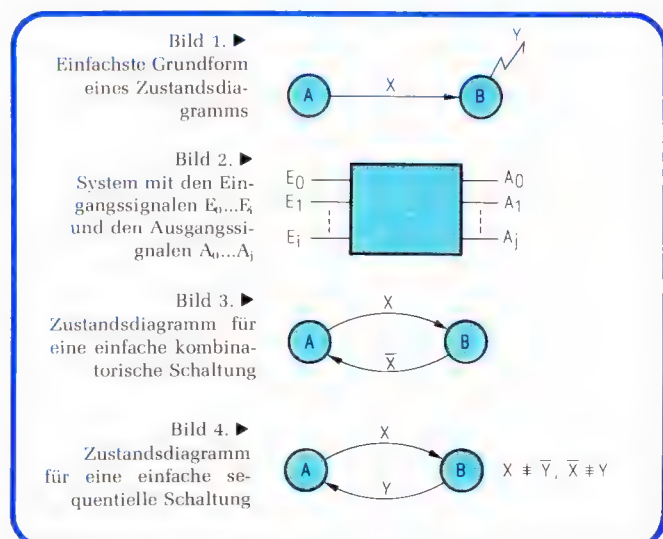 Bild 1. ▶
Einfachste Grundform
eines Zustandsdia-
gramms
A
X
B
Y
Bild 2. ▶
System mit den Ein-
gangssignalen E₀...Eᵢ
und den Ausgangssi-
gnalen A₀...Aⱼ
E₀
E₁
Eᵢ
A₀
A₁
Aⱼ
Bild 3. ▶
Zustandsdiagramm für
eine einfache kombina-
torische Schaltung
A
X
X̅
B
Bild 4. ▶
Zustandsdiagramm
für eine einfache se-
quentielle Schaltung
A
X
Y
B
X ≠ Y̅, X̅ ≠ Y